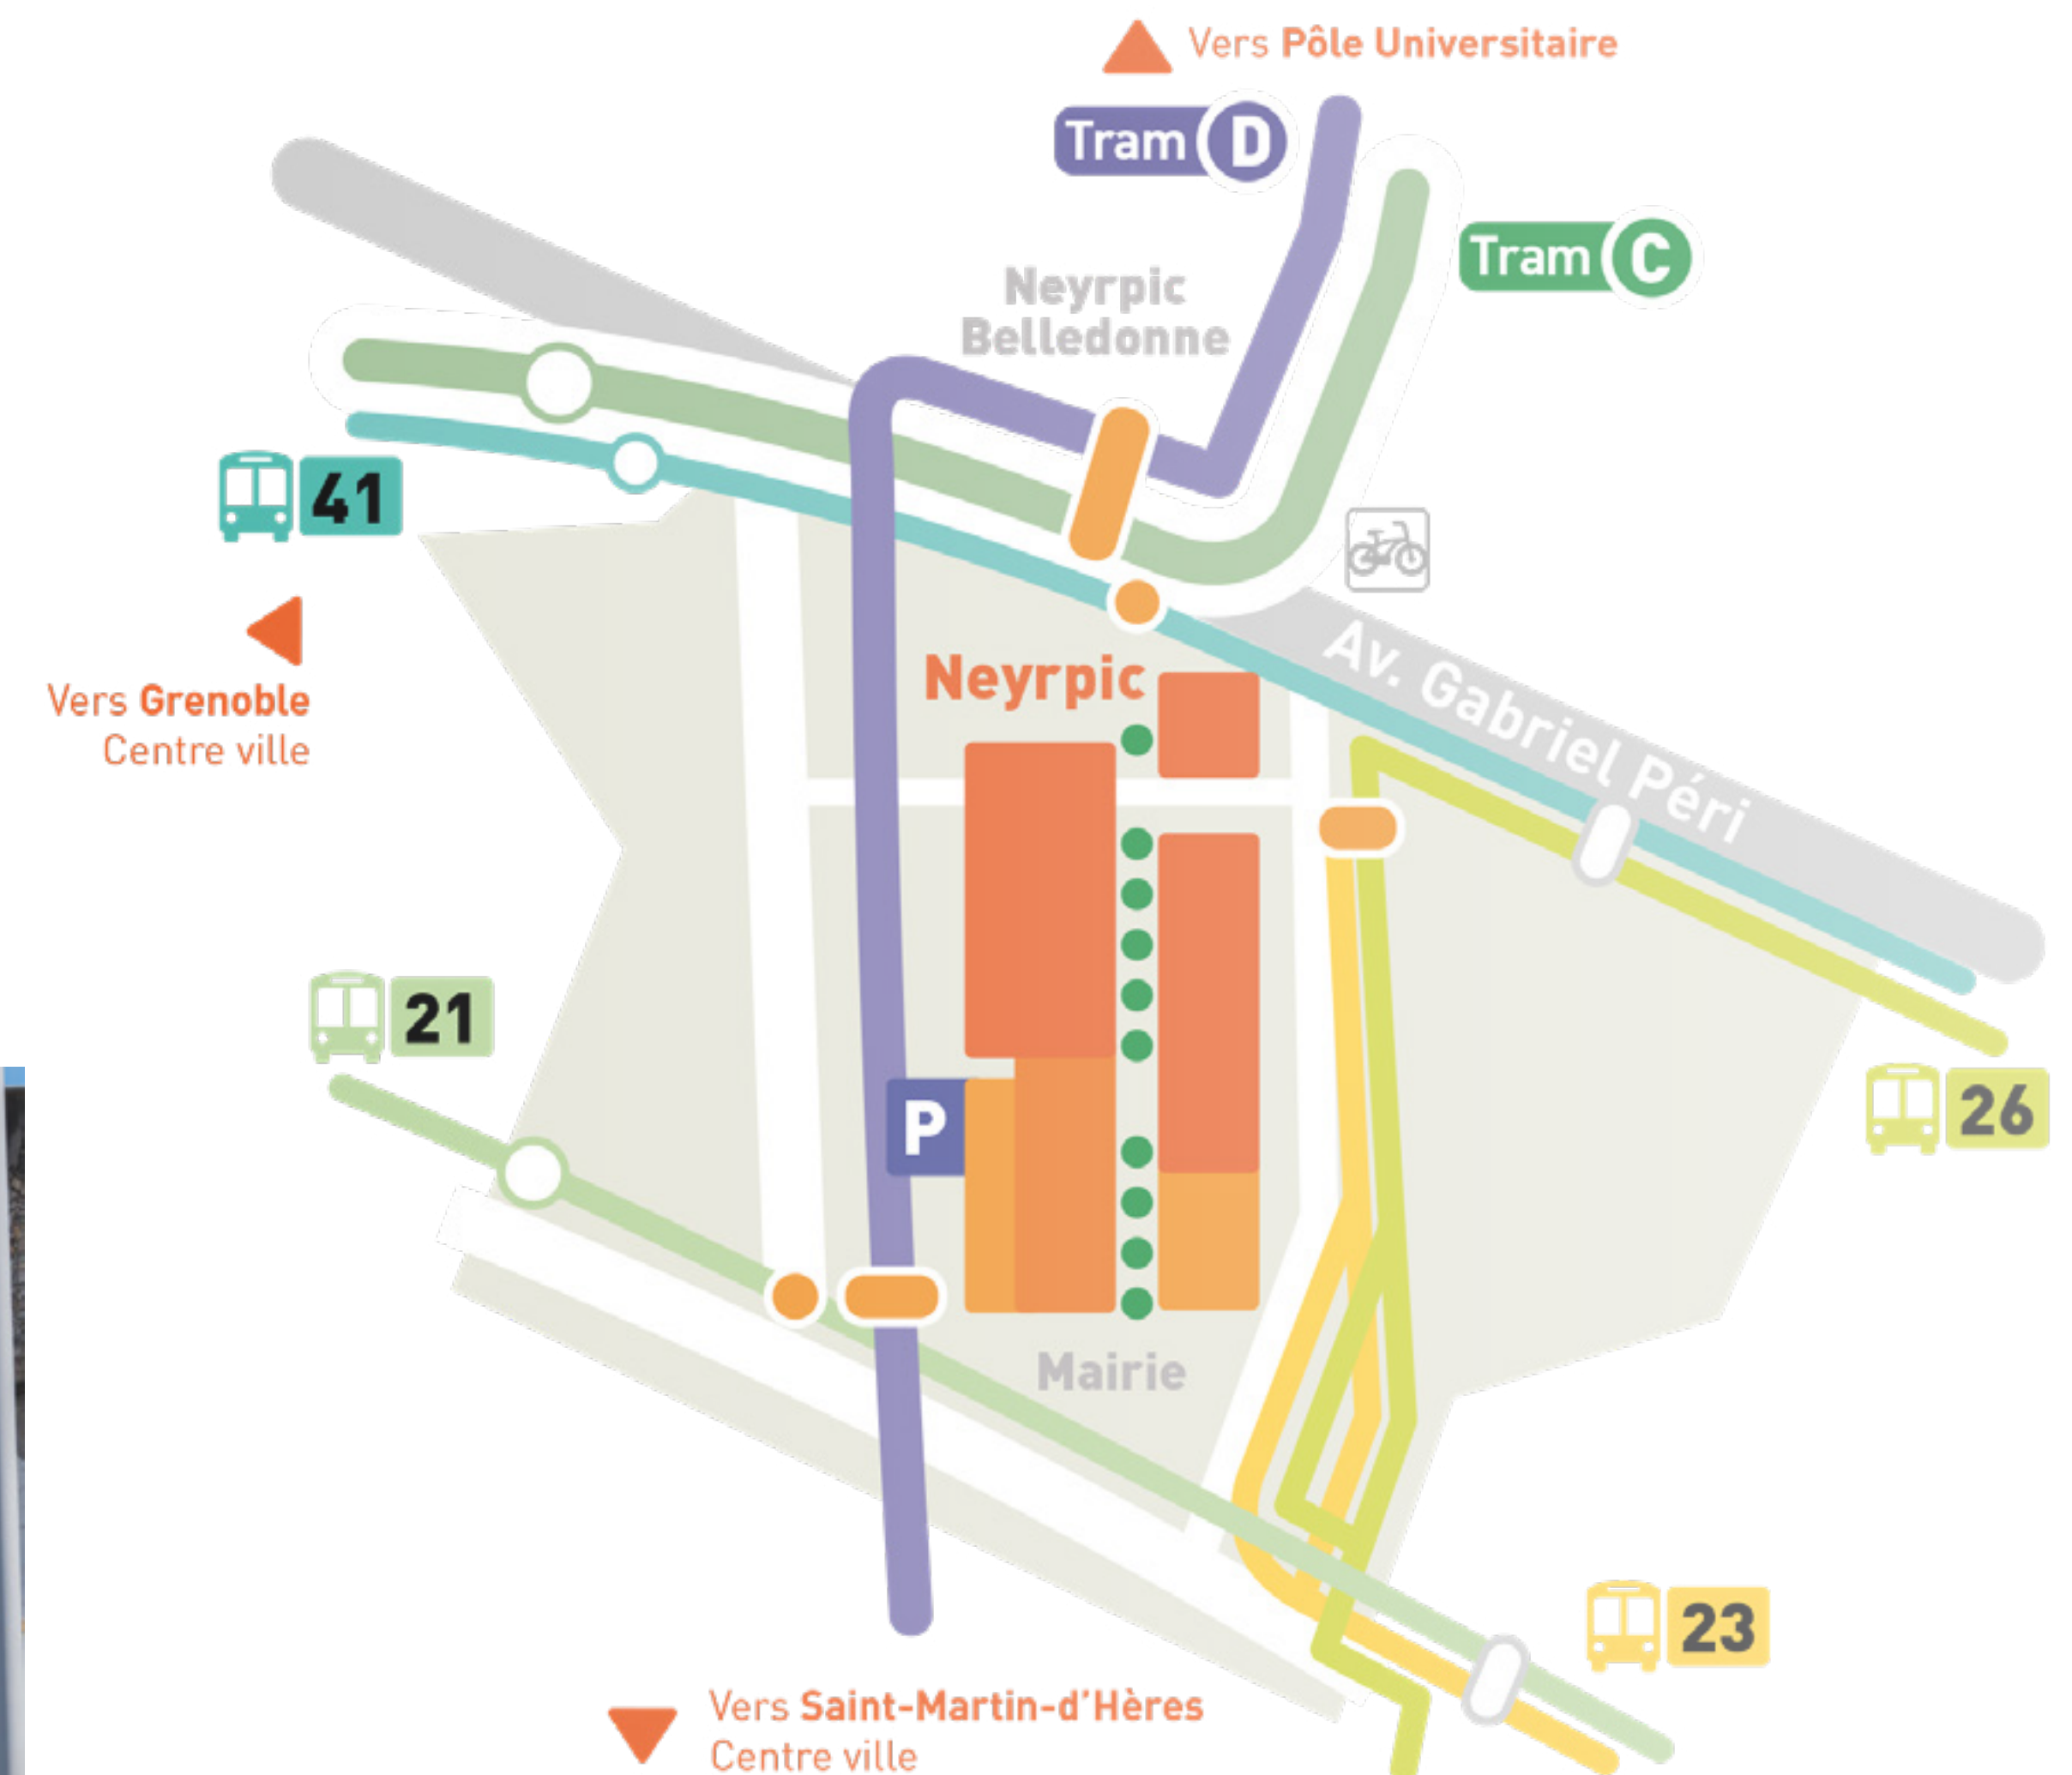 Vers Pôle Universitaire
Tram D
Tram C
Neyrpic
Belledonne
41
Vers Grenoble
Centre ville
Neyrpic
Av. Gabriel Péri
21
P
26
Mairie
23
Vers Saint-Martin-d'Hères
Centre ville